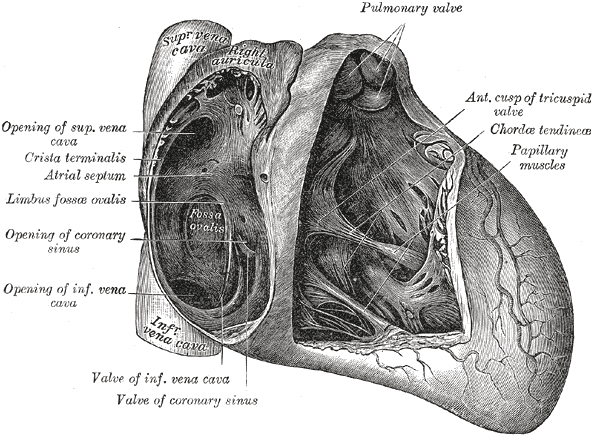 Pulmonary valve
Supr vena
cava
Right
auricula
Ant. cusp of tricuspid
valve
Chordæ tendineæ
Papillary
muscles
Opening of sup. vena
cava
Crista terminalis
Atrial septum
Limbus fossæ ovalis
Fossa
ovalis
Opening of coronary
sinus
Opening of inf. vena
cava
Infr.
vena cava
Valve of inf. vena cava
Valve of coronary sinus